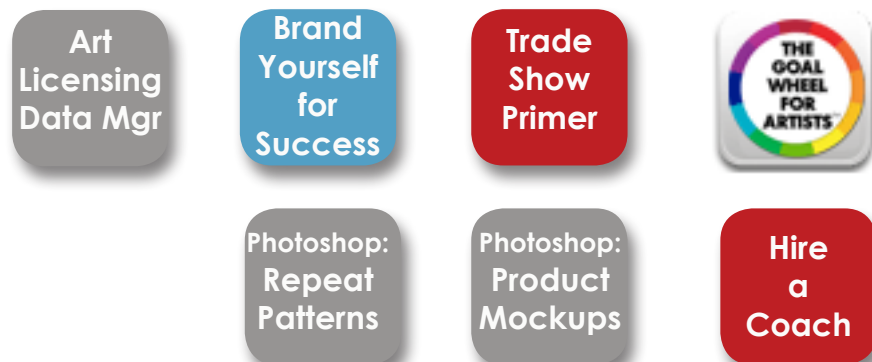 Art
Licensing
Data Mgr
Brand
Yourself
for
Success
Trade
Show
Primer
THE
GOAL
WHEEL
FOR
ARTISTS™
Photoshop:
Repeat
Patterns
Photoshop:
Product
Mockups
Hire
a
Coach